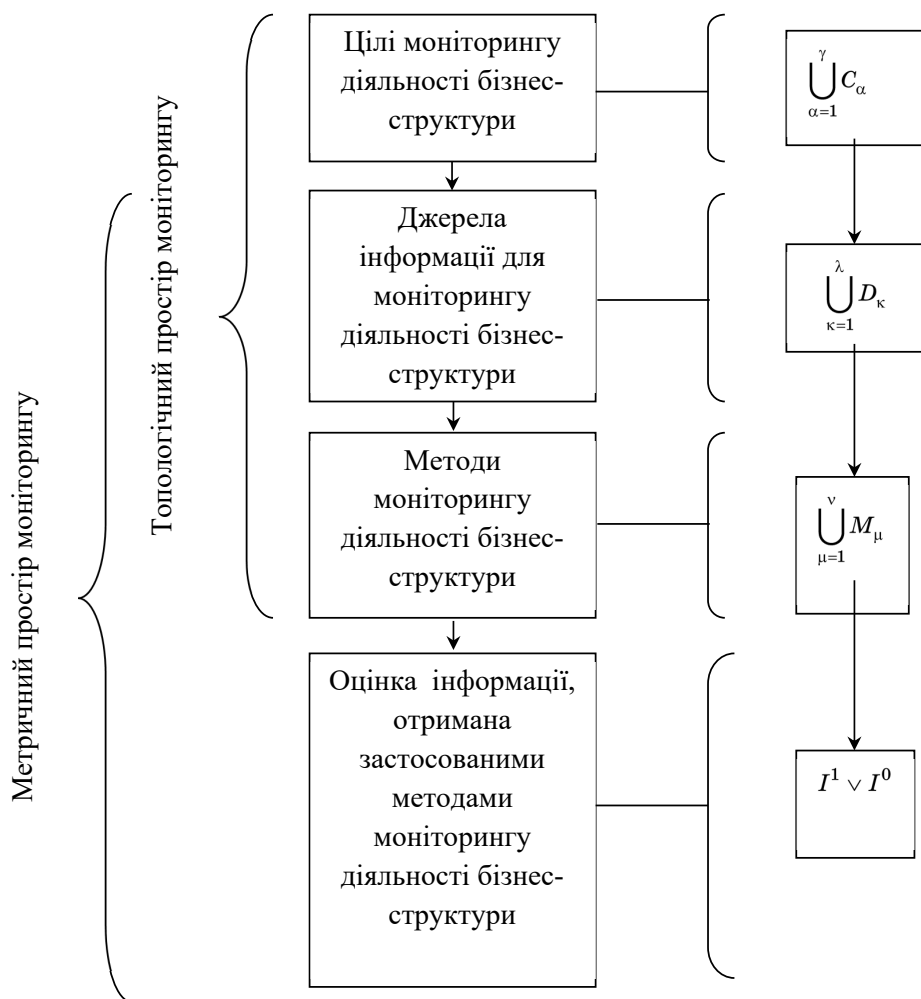 Метричний простір моніторингу
Топологічний простір моніторингу
Цілі моніторингу
діяльності бізнес-
структури
γ
⋃ C_α
α=1
Джерела
інформації для
моніторингу
діяльності бізнес-
структури
λ
⋃ D_κ
κ=1
Методи
моніторингу
діяльності бізнес-
структури
ν
⋃ M_μ
μ=1
Оцінка інформації,
отримана
застосованими
методами
моніторингу
діяльності бізнес-
структури
I¹ ∨ I⁰